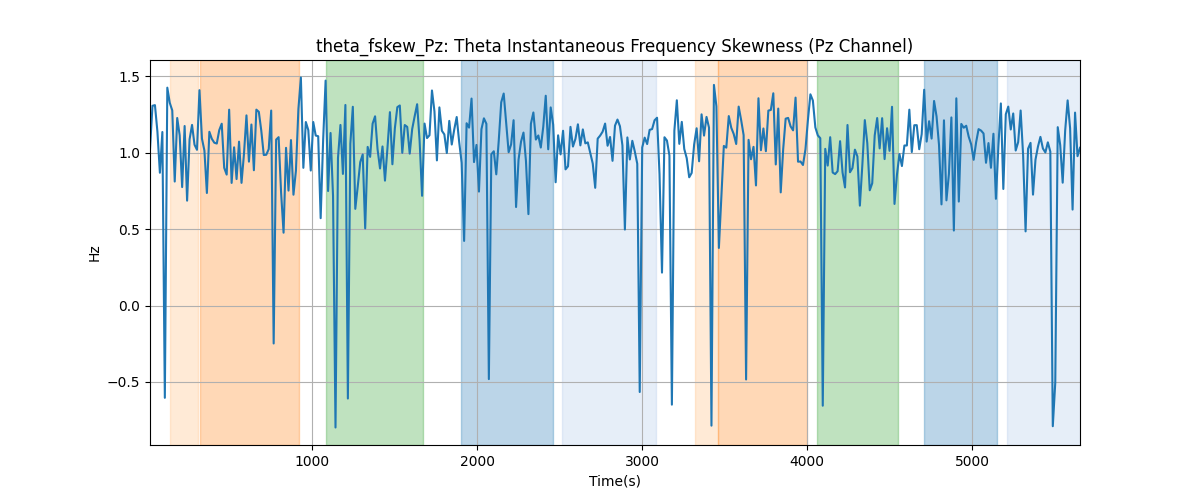 theta_fskew_Pz: Theta Instantaneous Frequency Skewness (Pz Channel)
1.5
1.0
0.5
0.0
−0.5
Hz
1000 2000 3000 4000 5000
Time(s)